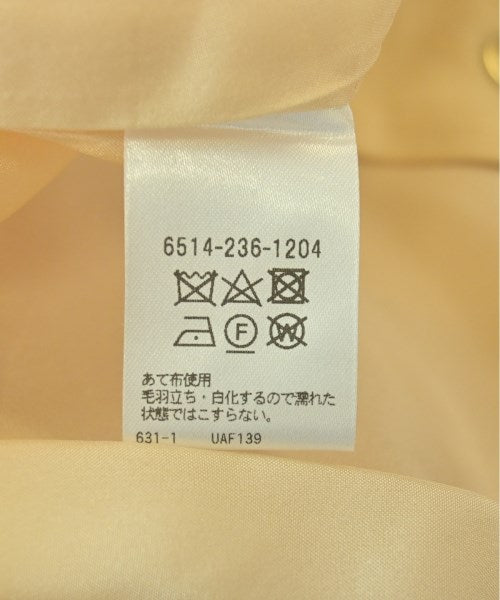 6514-236-1204
F W
あて布使用
毛羽立ち・白化するので濡れた
状態ではこすらない。
631-1 UAF139